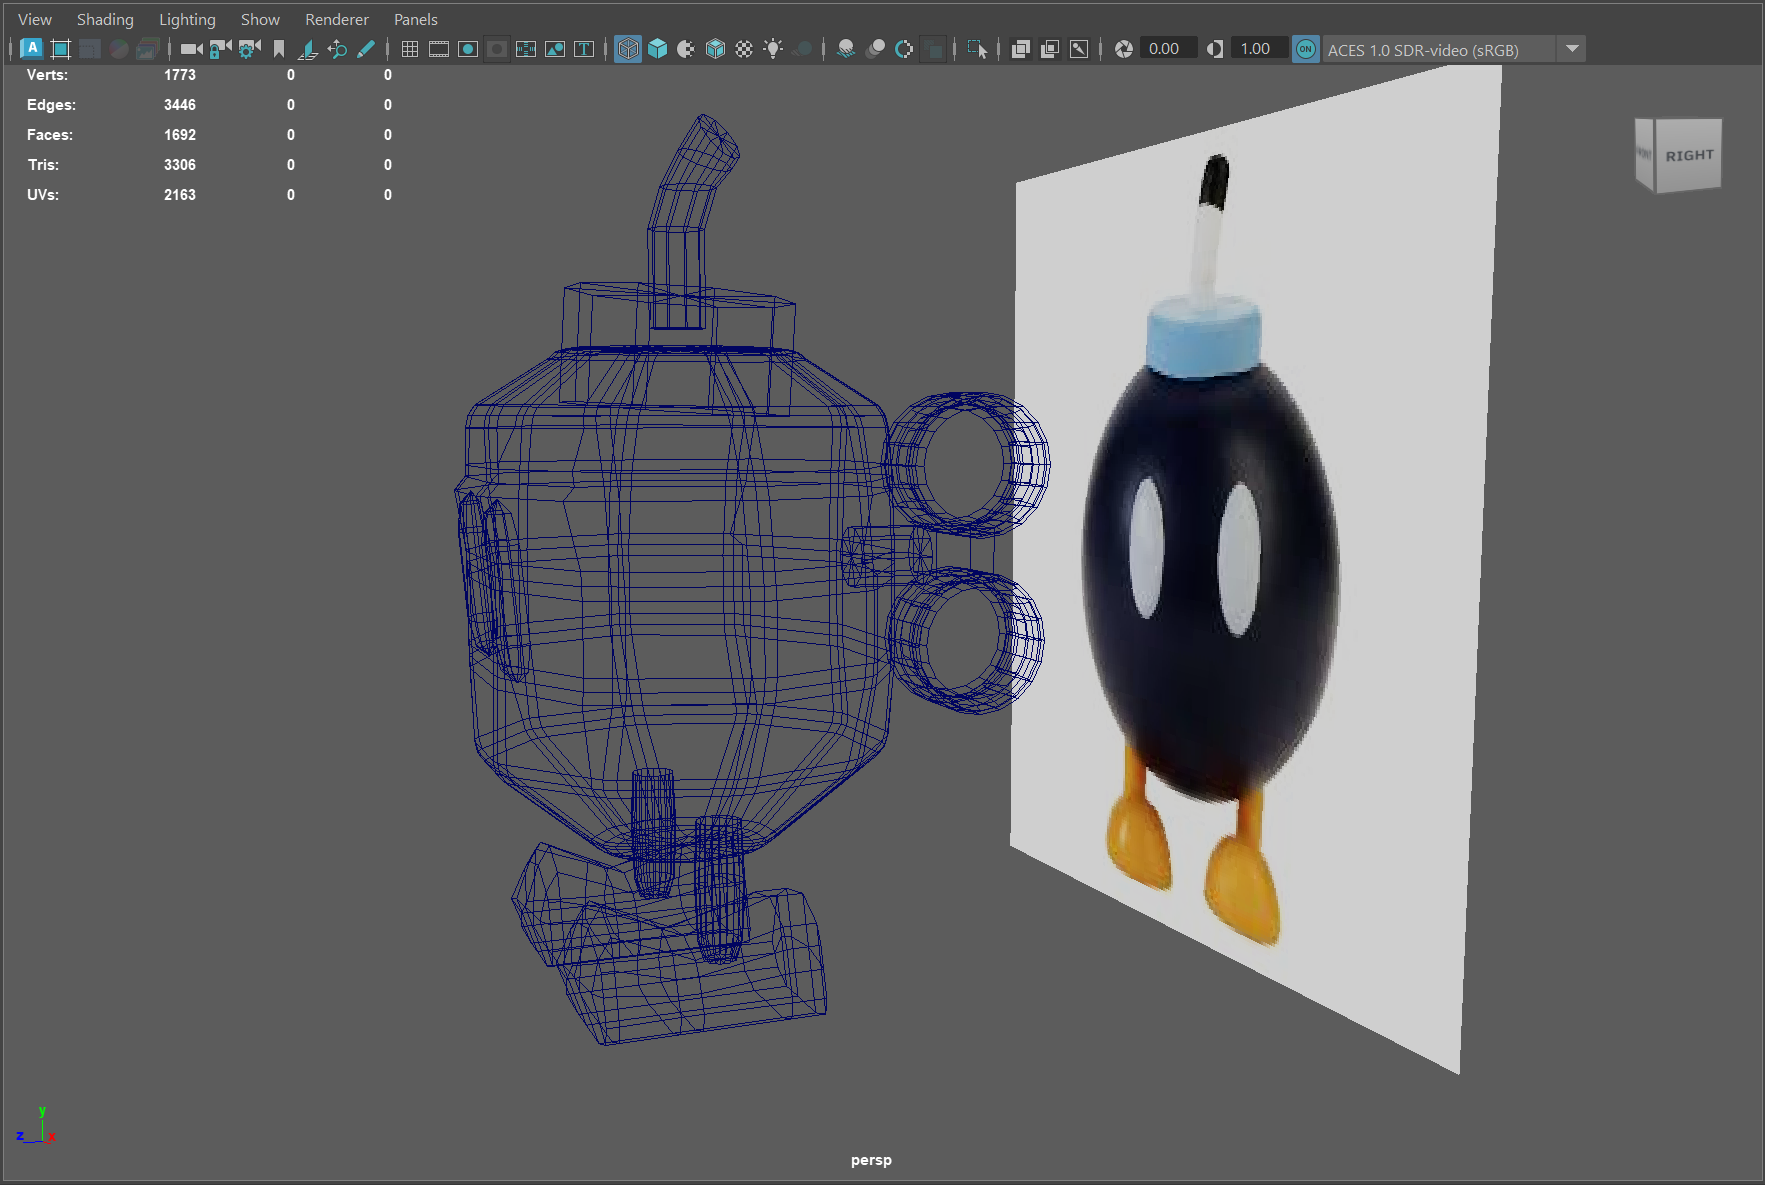 View Shading Lighting Show Renderer Panels
A T 0.00 1.00 ON ACES 1.0 SDR-video (sRGB)
Verts: 1773 0 0
Edges: 3446 0 0
Faces: 1692 0 0
Tris: 3306 0 0
UVs: 2163 0 0
FRONT RIGHT
y
z x
persp